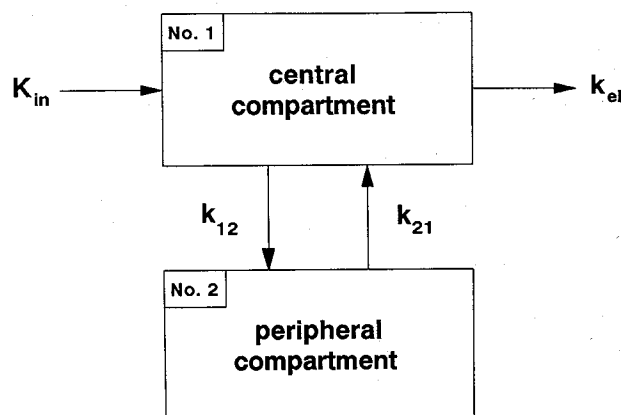 No. 1
central
compartment
K_in
k_el
k_12
k_21
No. 2
peripheral
compartment